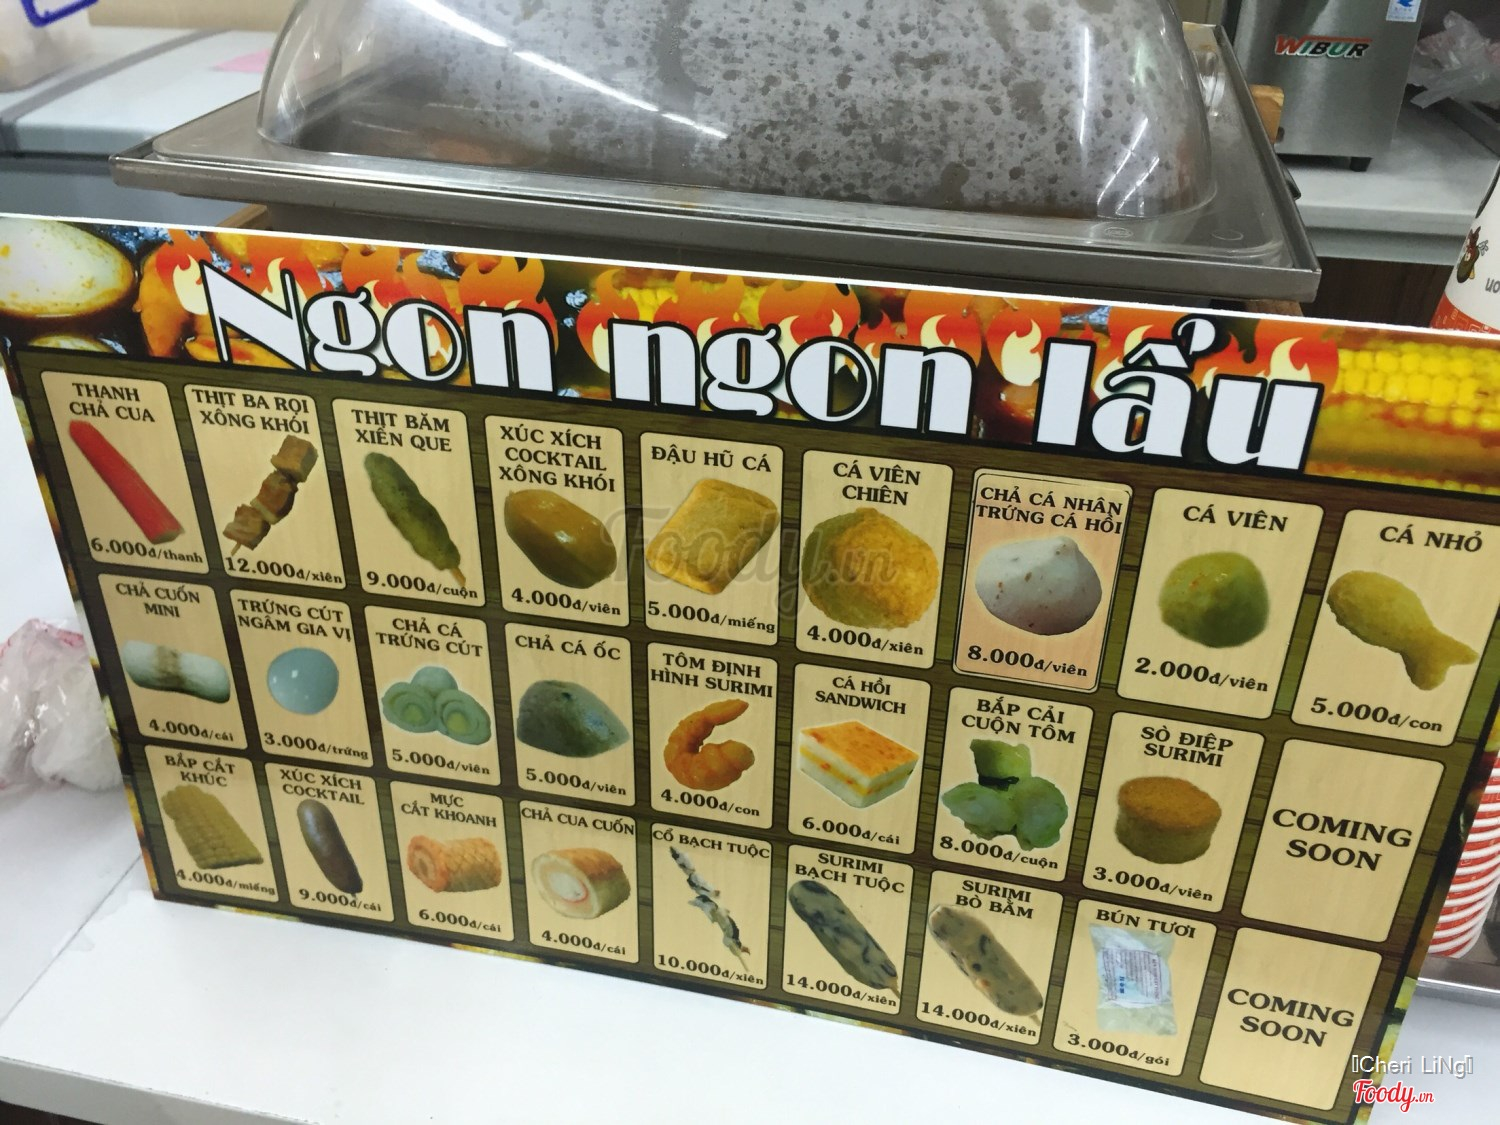 WIBUR
Ngon ngon lẩu
THANH
CHẢ CUA
6.000đ/thanh
THỊT BA RỌI
XÔNG KHÓI
12.000đ/xiên
THỊT BĂM
XIÊN QUE
9.000đ/cuộn
XÚC XÍCH
COCKTAIL
XÔNG KHÓI
4.000đ/viên
ĐẬU HŨ CÁ
5.000đ/miếng
CÁ VIÊN
CHIÊN
4.000đ/xiên
CHẢ CÁ NHÂN
TRỨNG CÁ HỒI
8.000đ/viên
CÁ VIÊN
2.000đ/viên
CÁ NHỎ
5.000đ/con
CHẢ CUỐN
MINI
4.000đ/cái
TRỨNG CÚT
NGÂM GIA VỊ
3.000đ/trứng
CHẢ CÁ
TRỨNG CÚT
5.000đ/viên
CHẢ CÁ ỐC
5.000đ/viên
TÔM ĐỊNH
HÌNH SURIMI
4.000đ/con
CÁ HỒI
SANDWICH
6.000đ/cái
BẮP CẢI
CUỘN TÔM
8.000đ/cuộn
SÒ ĐIỆP
SURIMI
3.000đ/viên
COMING
SOON
BẮP CẮT
KHÚC
4.000đ/miếng
XÚC XÍCH
COCKTAIL
9.000đ/cái
MỰC
CẮT KHOANH
6.000đ/cái
CHẢ CUA CUỐN
4.000đ/cái
CỔ BẠCH TUỘC
10.000đ/xiên
SURIMI
BẠCH TUỘC
14.000đ/xiên
SURIMI
BÒ BẰM
14.000đ/xiên
BÚN TƯƠI
3.000đ/gói
COMING
SOON
Foody.vn
Cheri LiNg
Foody.vn